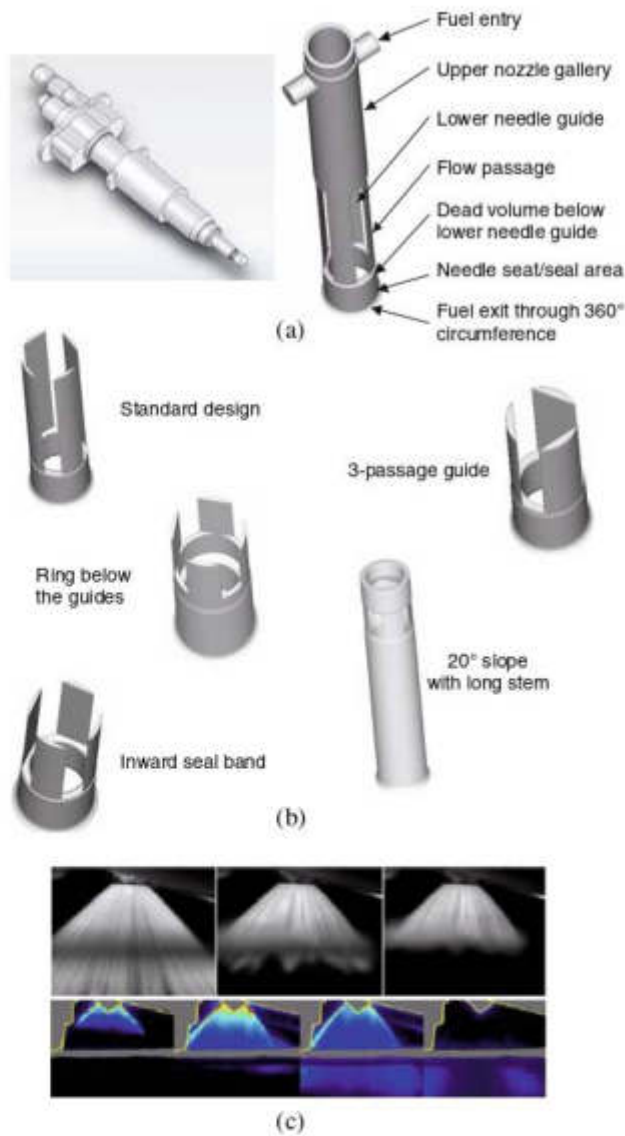 Fuel entry
Upper nozzle gallery
Lower needle guide
Flow passage
Dead volume below
lower needle guide
Needle seat/seal area
Fuel exit through 360°
circumference
(a)
Standard design
3-passage guide
Ring below
the guides
20° slope
with long stem
Inward seal band
(b)
(c)